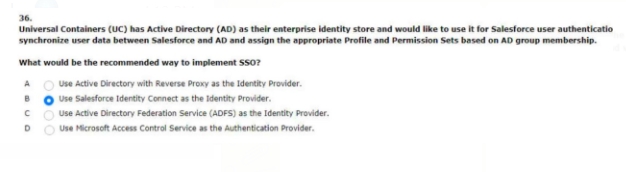 36.
Universal Containers (UC) has Active Directory (AD) as their enterprise identity store and would like to use it for Salesforce user authenticatio
synchronize user data between Salesforce and AD and assign the appropriate Profile and Permission Sets based on AD group membership.
What would be the recommended way to implement SSO?
A Use Active Directory with Reverse Proxy as the Identity Provider.
B Use Salesforce Identity Connect as the Identity Provider.
C Use Active Directory Federation Service (ADFS) as the Identity Provider.
D Use Microsoft Access Control Service as the Authentication Provider.